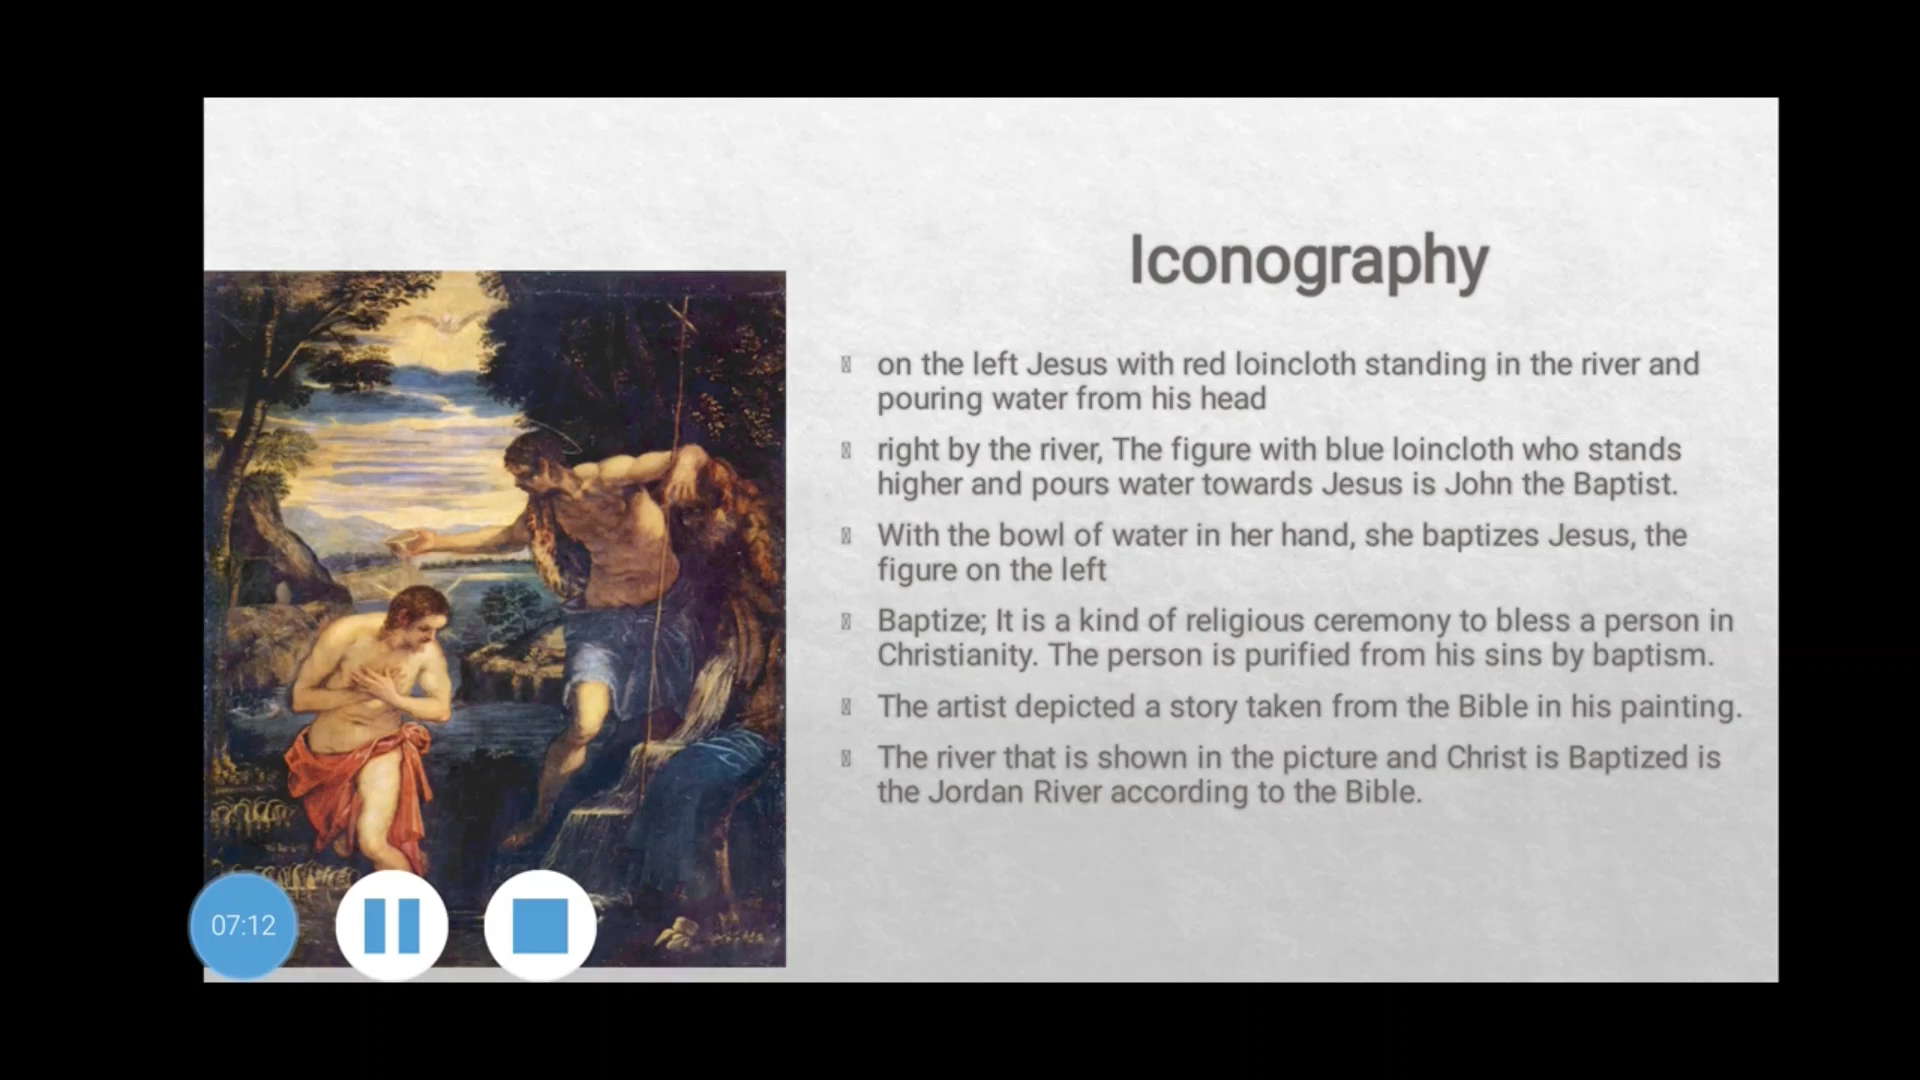 Iconography
on the left Jesus with red loincloth standing in the river and
pouring water from his head
right by the river, The figure with blue loincloth who stands
higher and pours water towards Jesus is John the Baptist.
With the bowl of water in her hand, she baptizes Jesus, the
figure on the left
Baptize; It is a kind of religious ceremony to bless a person in
Christianity. The person is purified from his sins by baptism.
The artist depicted a story taken from the Bible in his painting.
The river that is shown in the picture and Christ is Baptized is
the Jordan River according to the Bible.
07:12